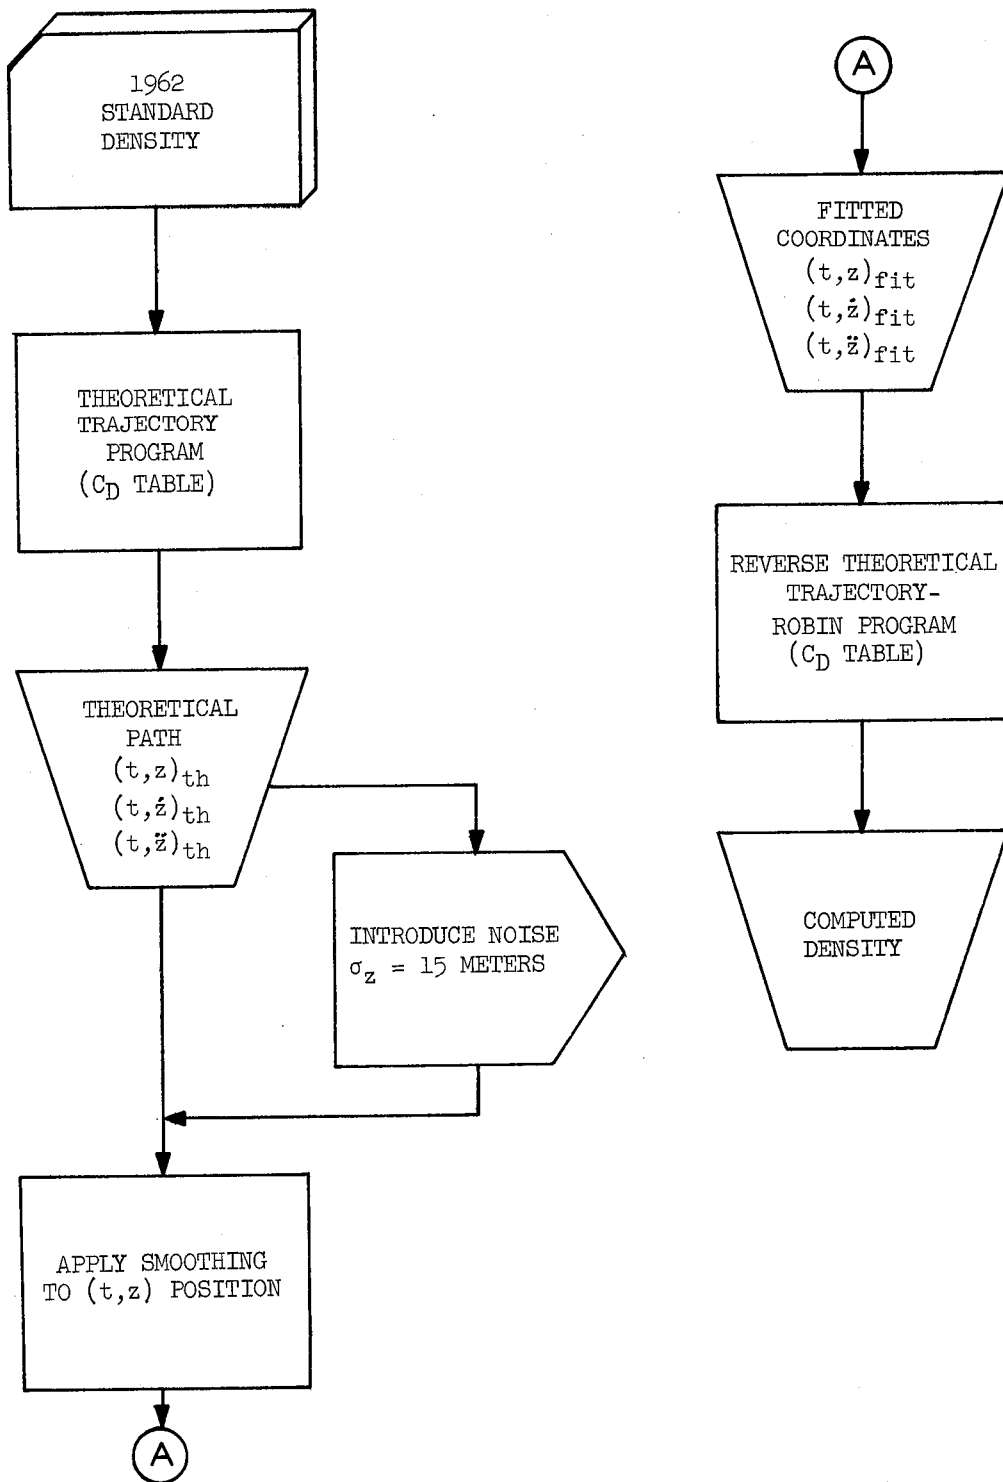 1962
STANDARD
DENSITY
THEORETICAL
TRAJECTORY
PROGRAM
(C_D TABLE)
THEORETICAL
PATH
(t,z)_th
(t,ż)_th
(t,z̈)_th
INTRODUCE NOISE
σ_z = 15 METERS
APPLY SMOOTHING
TO (t,z) POSITION
A
A
FITTED
COORDINATES
(t,z)_fit
(t,ż)_fit
(t,z̈)_fit
REVERSE THEORETICAL
TRAJECTORY-
ROBIN PROGRAM
(C_D TABLE)
COMPUTED
DENSITY